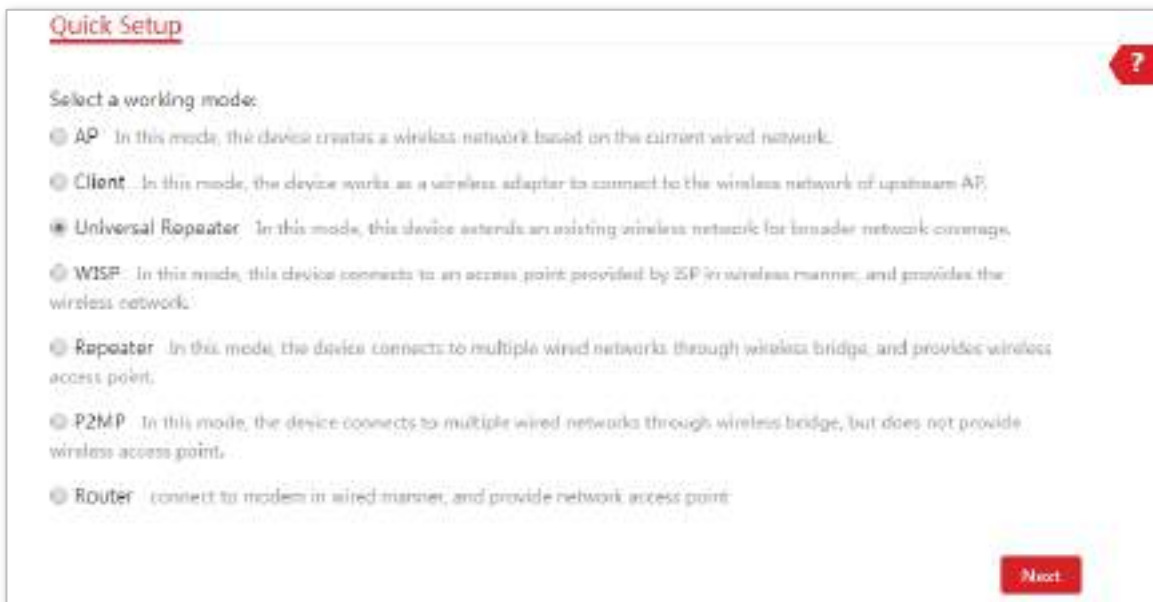 Quick Setup
?
Select a working mode:
AP In this mode, the device creates a wireless network based on the current wired network.
Client In this mode, the device works as a wireless adapter to connect to the wireless network of upstream AP.
Universal Repeater In this mode, this device extends an existing wireless network for broader network coverage.
WISP In this mode, this device connects to an access point provided by ISP in wireless manner, and provides the
wireless network.
Repeater In this mode, the device connects to multiple wired networks through wireless bridge, and provides wireless
access point.
P2MP In this mode, the device connects to multiple wired networks through wireless bridge, but does not provide
wireless access point.
Router connect to modem in wired manner, and provide network access point
Next